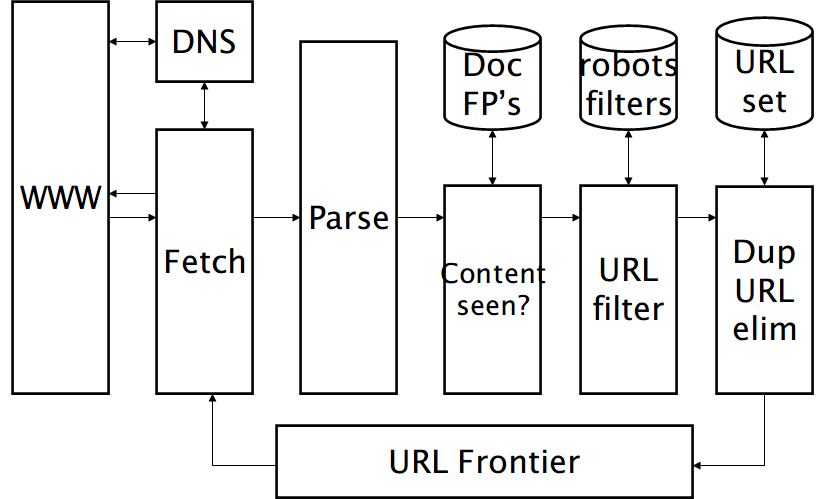 DNS
Doc
FP's
robots
filters
URL
set
WWW
Fetch
Parse
Content
seen?
URL
filter
Dup
URL
elim
URL Frontier